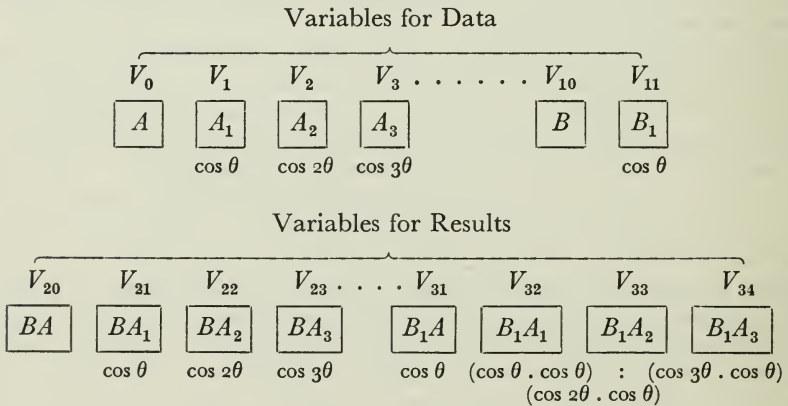 Variables for Data
V₀ V₁ V₂ V₃ . . . . . . V₁₀ V₁₁
A A₁ A₂ A₃ B B₁
cos θ cos 2θ cos 3θ cos θ
Variables for Results
V₂₀ V₂₁ V₂₂ V₂₃ . . . . V₃₁ V₃₂ V₃₃ V₃₄
BA BA₁ BA₂ BA₃ B₁A B₁A₁ B₁A₂ B₁A₃
cos θ cos 2θ cos 3θ cos θ (cos θ . cos θ) : (cos 3θ . cos θ)
(cos 2θ . cos θ)